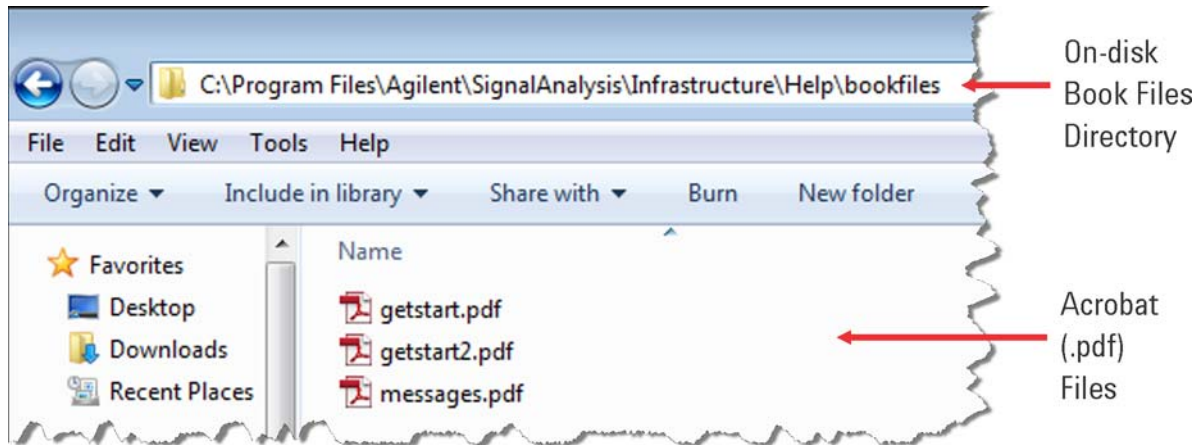 C:\Program Files\Agilent\SignalAnalysis\Infrastructure\Help\bookfiles
On-disk
Book Files
Directory
File Edit View Tools Help
Organize Include in library Share with Burn New folder
Favorites
Desktop
Downloads
Recent Places
Name
getstart.pdf
getstart2.pdf
messages.pdf
Acrobat
(.pdf)
Files